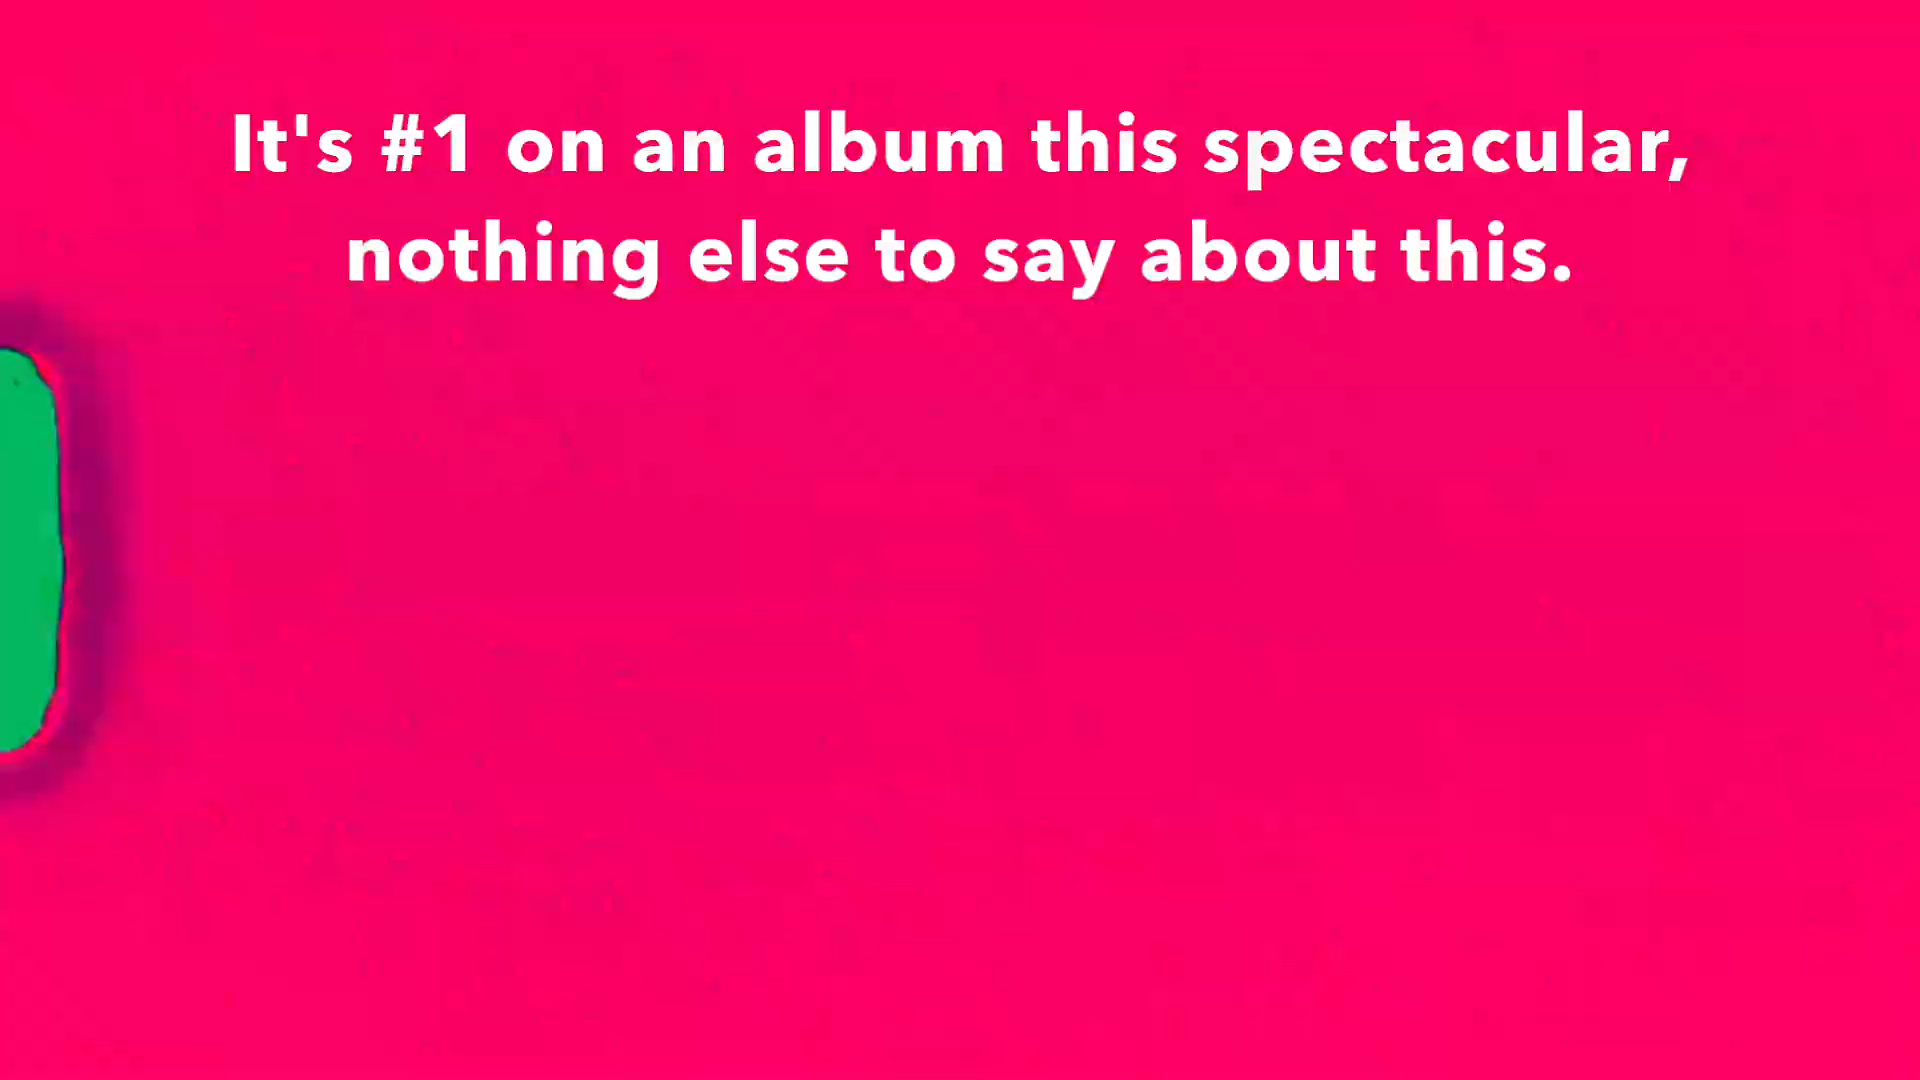 It's #1 on an album this spectacular,
nothing else to say about this.